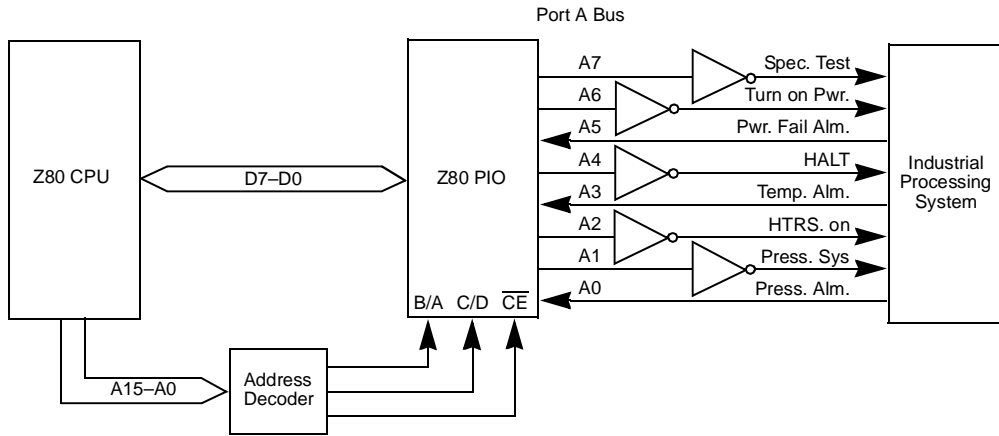 Port A Bus
Z80 CPU
D7–D0
Z80 PIO
A7
Spec. Test
A6
Turn on Pwr.
A5
Pwr. Fail Alm.
A4
HALT
A3
Temp. Alm.
A2
HTRS. on
A1
Press. Sys
A0
Press. Alm.
Industrial
Processing
System
B/A C/D CE
A15–A0
Address
Decoder